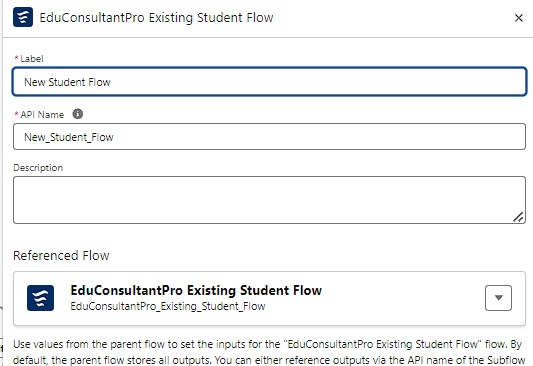 EduConsultantPro Existing Student Flow
* Label
New Student Flow
* API Name
New_Student_Flow
Description
Referenced Flow
EduConsultantPro Existing Student Flow
EduConsultantPro_Existing_Student_Flow
Use values from the parent flow to set the inputs for the "EduConsultantPro Existing Student Flow" flow. By
default, the parent flow stores all outputs. You can either reference outputs via the API name of the Subflow